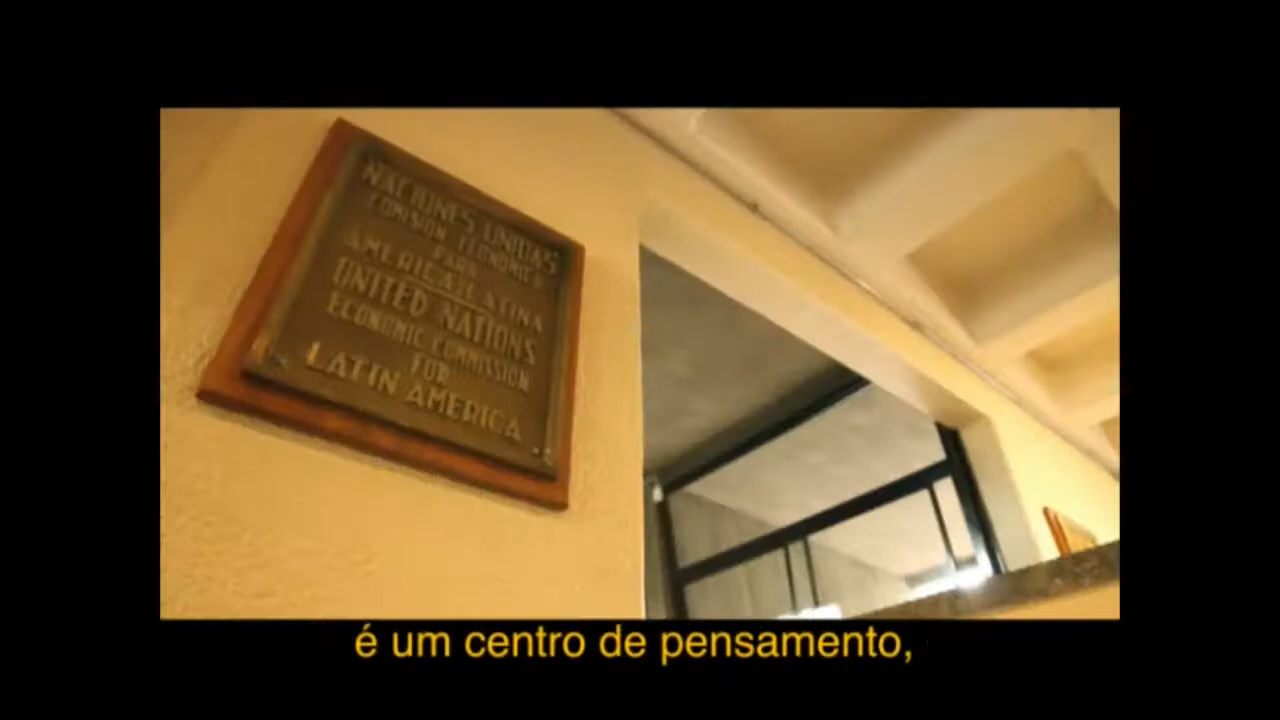 NACIONES UNIDAS
COMISION ECONOMICA
PARA
AMERICA LATINA
UNITED NATIONS
ECONOMIC COMMISSION
FOR
LATIN AMERICA
é um centro de pensamento,